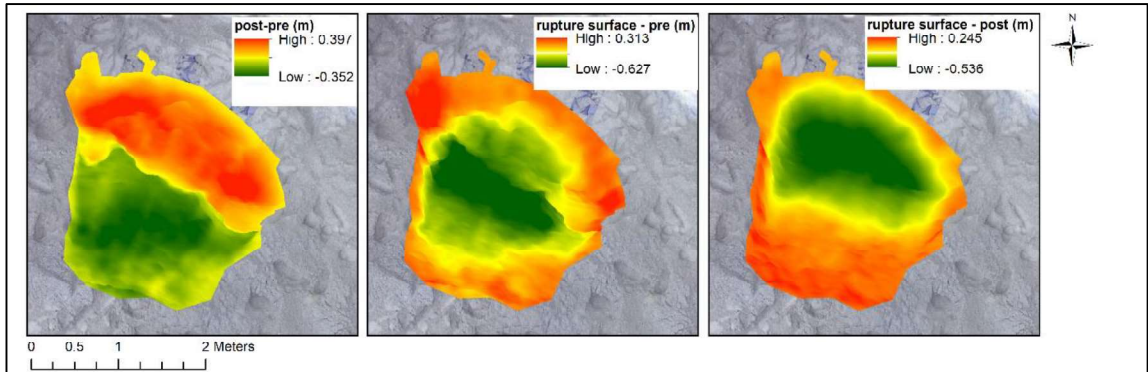 post-pre (m)
High : 0.397
Low : -0.352
rupture surface - pre (m)
High : 0.313
Low : -0.627
rupture surface - post (m)
High : 0.245
Low : -0.536
N
0 0.5 1 2 Meters